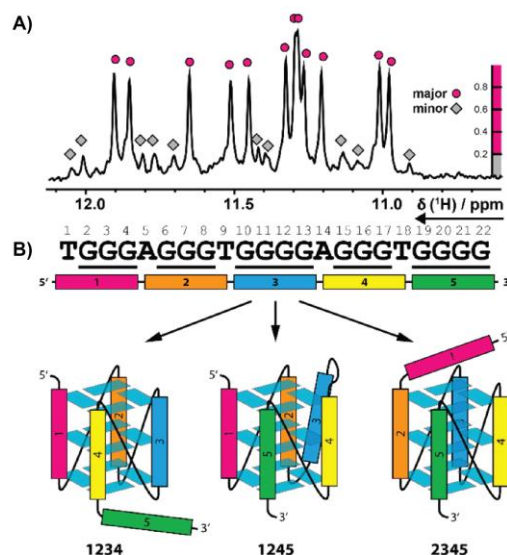 A)
major
minor
0.8
0.6
0.4
0.2
12.0 11.5 11.0
δ (¹H) / ppm
1 2 3 4 5 6 7 8 9 10 11 12 13 14 15 16 17 18 19 20 21 22
B) TGGGAGGGTGGGGAGGGTGGGG
5′ 1 2 3 4 5 3′
5′ 5′ 5′
1 2 3 4 5 3′
1 2 3 4 5 3′
1 2 3 4 5 3′
1234 1245 2345